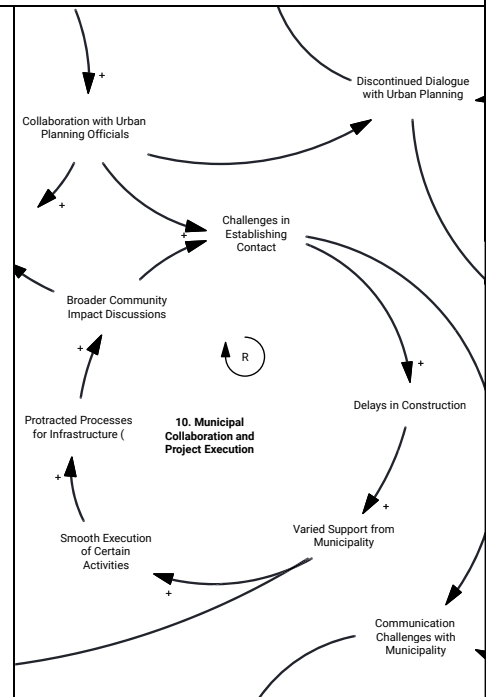 +
Discontinued Dialogue
with Urban Planning
Collaboration with Urban
Planning Officials
+
Challenges in
Establishing
Contact
+
Broader Community
Impact Discussions
+
R
+
Delays in Construction
Protracted Processes
for Infrastructure (
10. Municipal
Collaboration and
Project Execution
+
+
Varied Support from
Municipality
Smooth Execution
of Certain
Activities
+
Communication
Challenges with
Municipality